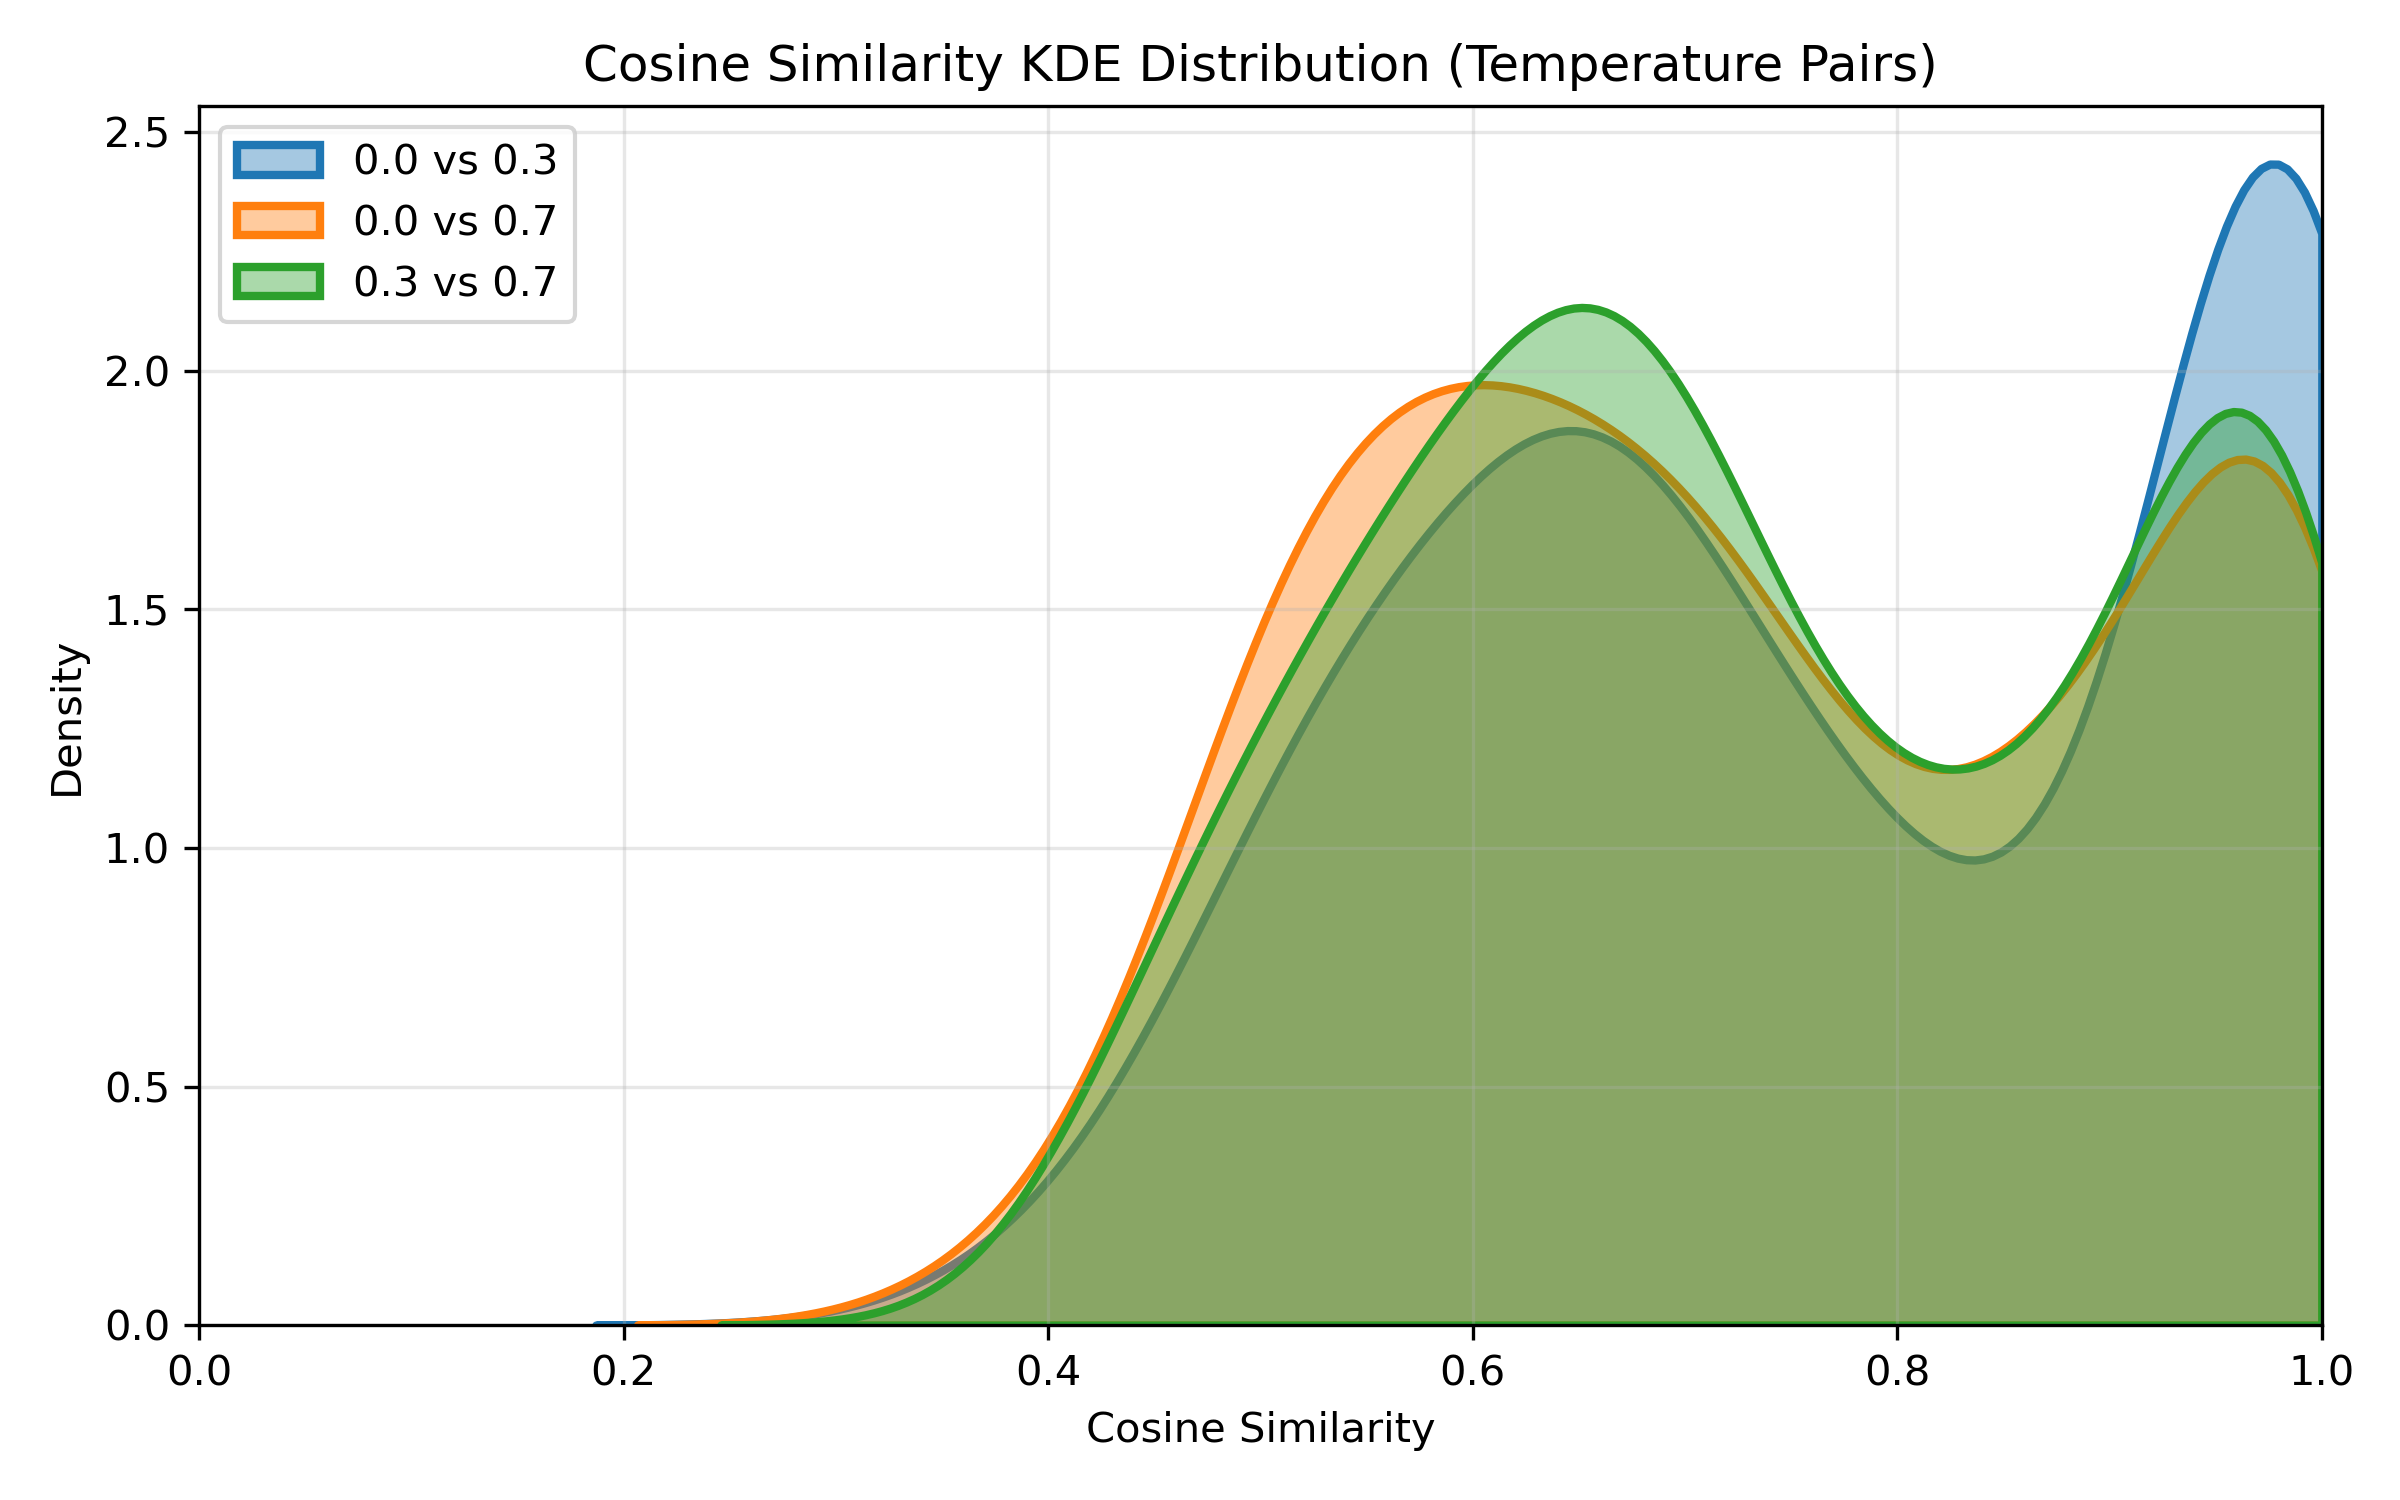 Cosine Similarity KDE Distribution (Temperature Pairs)
2.5
2.0
1.5
1.0
0.5
0.0
Density
0.0 vs 0.3
0.0 vs 0.7
0.3 vs 0.7
0.0 0.2 0.4 0.6 0.8 1.0
Cosine Similarity